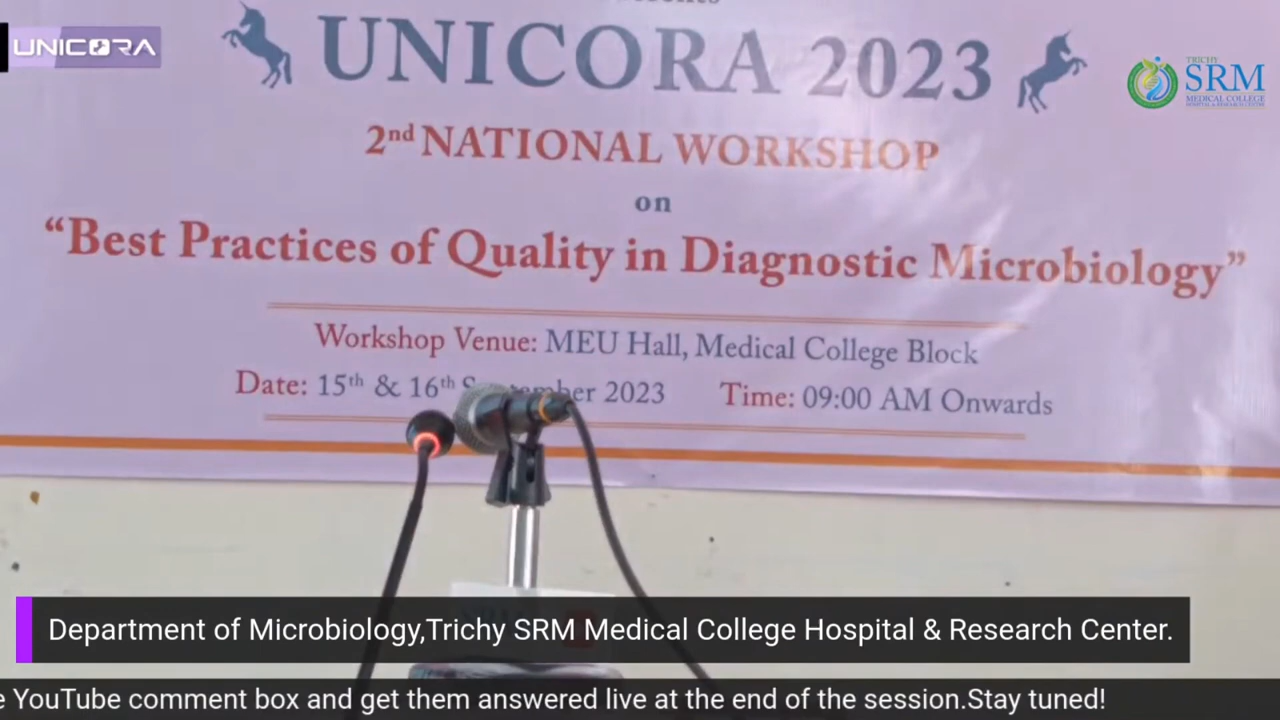 UNICORA
UNICORA 2023
TRICHY
SRM
MEDICAL COLLEGE
HOSPITAL & RESEARCH CENTRE
2nd NATIONAL WORKSHOP
on
“Best Practices of Quality in Diagnostic Microbiology”
Workshop Venue: MEU Hall, Medical College Block
Date: 15th & 16th 2023 Time: 09:00 AM Onwards
Department of Microbiology,Trichy SRM Medical College Hospital & Research Center.
YouTube comment box and get them answered live at the end of the session.Stay tuned!